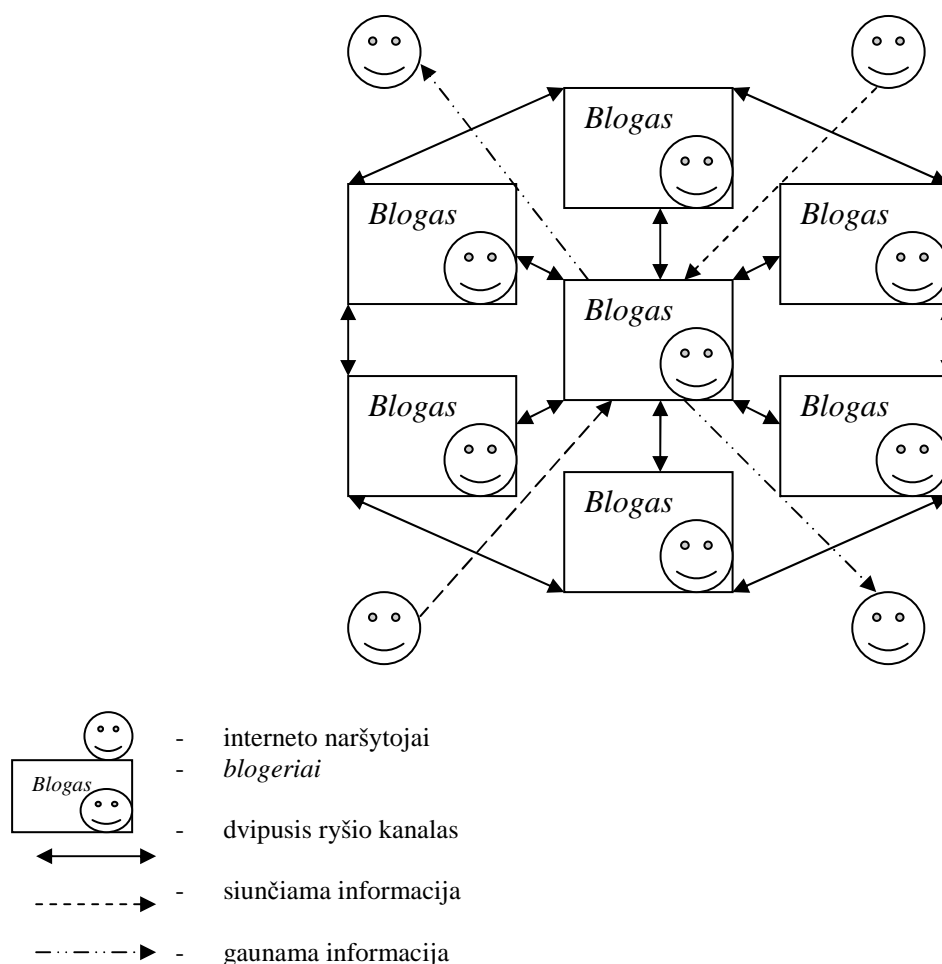 Blogas
Blogas
Blogas
Blogas
Blogas
Blogas
Blogas
- interneto naršytojai
Blogas
- blogeriai
- dvipusis ryšio kanalas
- siunčiama informacija
- gaunama informacija